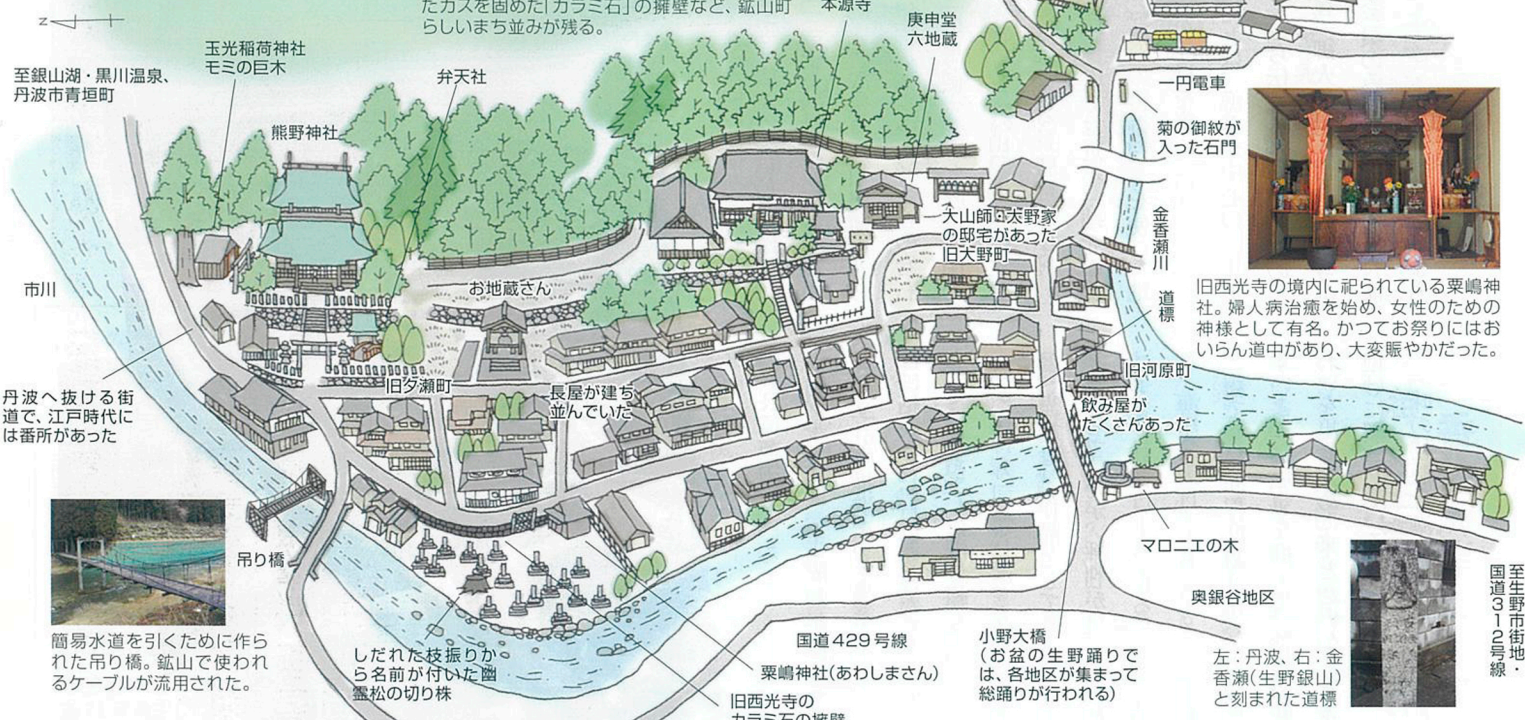 たカスを固めた「カラミ石」の擁壁など、鉱山町
らしいまち並みが残る。
本源寺
庚申堂
六地蔵
玉光稲荷神社
モミの巨木
至銀山湖・黒川温泉、
丹波市青垣町
弁天社
熊野神社
一円電車
菊の御紋が
入った石門
大山師・大野家
の邸宅があった
旧大野町
金香瀬川
道標
市川
お地蔵さん
旧西光寺の境内に祀られている粟嶋神
社。婦人病治癒を始め、女性のための
神様として有名。かつてお祭りにはお
いらん道中があり、大変賑やかだった。
旧河原町
旧夕瀬町
長屋が建ち
並んでいた
飲み屋が
たくさんあった
丹波へ抜ける街
道で、江戸時代に
は番所があった
吊り橋
マロニエの木
奥銀谷地区
至生野市街地・
国道312号線
簡易水道を引くために作ら
れた吊り橋。鉱山で使われ
るケーブルが流用された。
しだれた枝振りか
ら名前が付いた幽
霊松の切り株
国道429号線
粟嶋神社(あわしまさん)
旧西光寺の
カラミ石の擁壁
小野大橋
(お盆の生野踊りで
は、各地区が集まって
総踊りが行われる)
左:丹波、右:金
香瀬(生野銀山)
と刻まれた道標
N